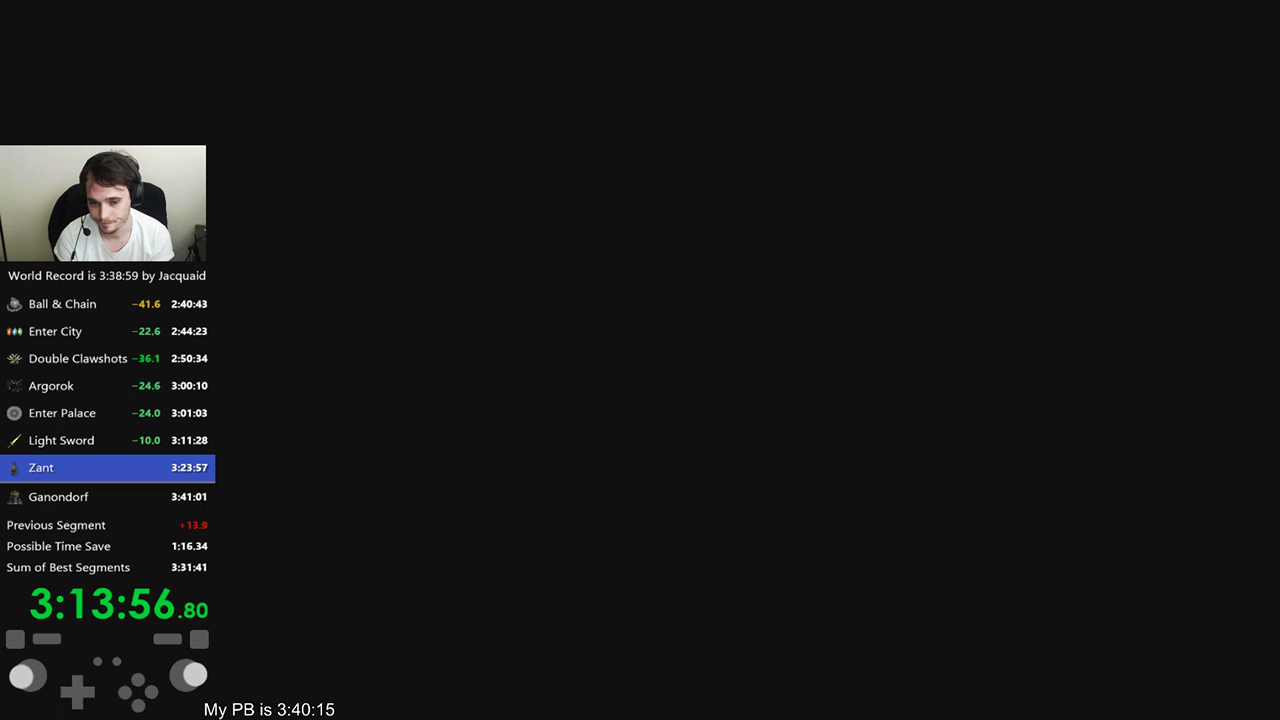 World Record is 3:38:59 by Jacquaid
Ball & Chain −41.6 2:40:43
Enter City −22.6 2:44:23
Double Clawshots −36.1 2:50:34
Argorok −24.6 3:00:10
Enter Palace −24.0 3:01:03
Light Sword −10.0 3:11:28
Zant 3:23:57
Ganondorf 3:41:01
Previous Segment +13.9
Possible Time Save 1:16.34
Sum of Best Segments 3:31:41
3:13:56.80
My PB is 3:40:15